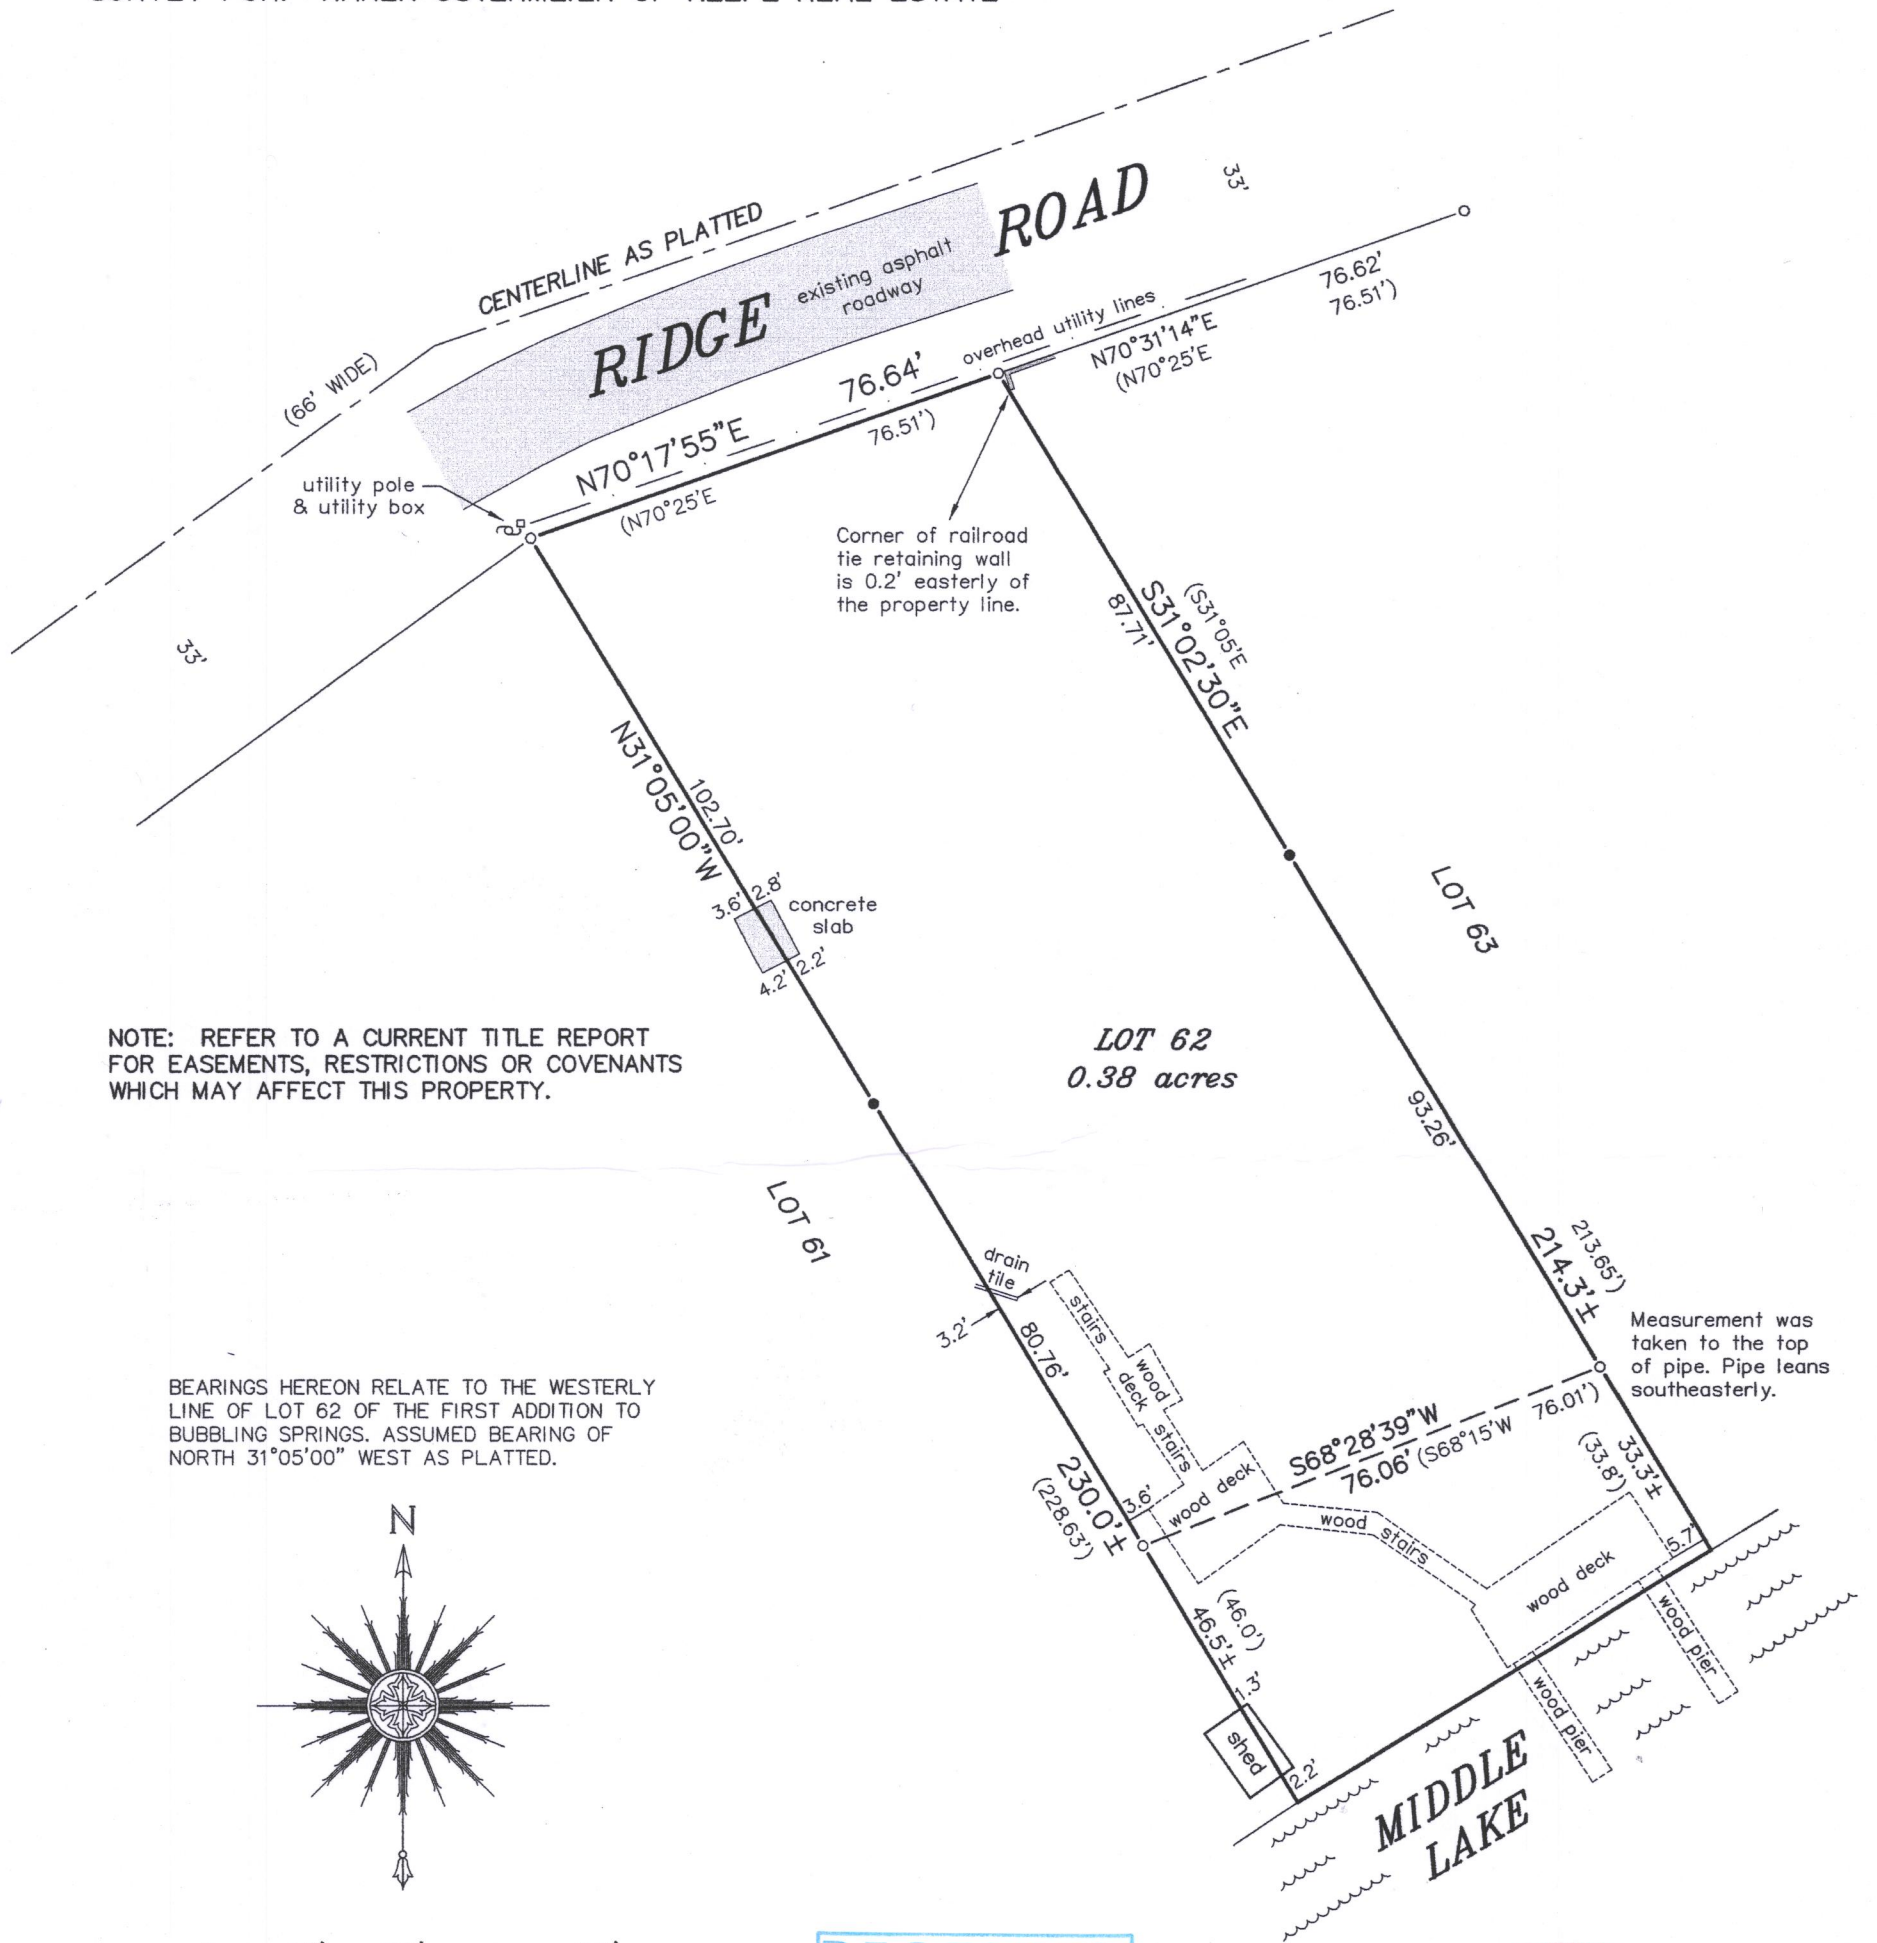 CENTERLINE AS PLATTED
(66' WIDE)
RIDGE ROAD
existing asphalt
roadway
33'
33'
76.62'
76.51')
N70°31'14"E
(N70°25'E
overhead utility lines
76.64'
76.51')
N70°17'55"E
(N70°25'E
utility pole
& utility box
Corner of railroad
tie retaining wall
is 0.2' easterly of
the property line.
(S31°05'E
S31°02'30"E
87.71'
N31°05'00"W
102.70'
3.6'
2.8'
concrete
slab
4.2'
2.2'
LOT 63
NOTE: REFER TO A CURRENT TITLE REPORT
FOR EASEMENTS, RESTRICTIONS OR COVENANTS
WHICH MAY AFFECT THIS PROPERTY.
LOT 62
0.38 acres
93.26'
LOT 61
213.65')
214.3'±
drain
tile
3.2'
80.76'
stairs
wood
deck
stairs
wood deck
Measurement was
taken to the top
of pipe. Pipe leans
southeasterly.
BEARINGS HEREON RELATE TO THE WESTERLY
LINE OF LOT 62 OF THE FIRST ADDITION TO
BUBBLING SPRINGS. ASSUMED BEARING OF
NORTH 31°05'00" WEST AS PLATTED.
S68°28'39"W
76.06'
(S68°15'W
76.01')
33.3'±
(33.8')
230.0'±
(228.63')
3.6'
wood stairs
wood deck
5.7'
wood pier
wood pier
(46.0')
46.5'±
1.3'
shed
2.2'
N
MIDDLE
LAKE